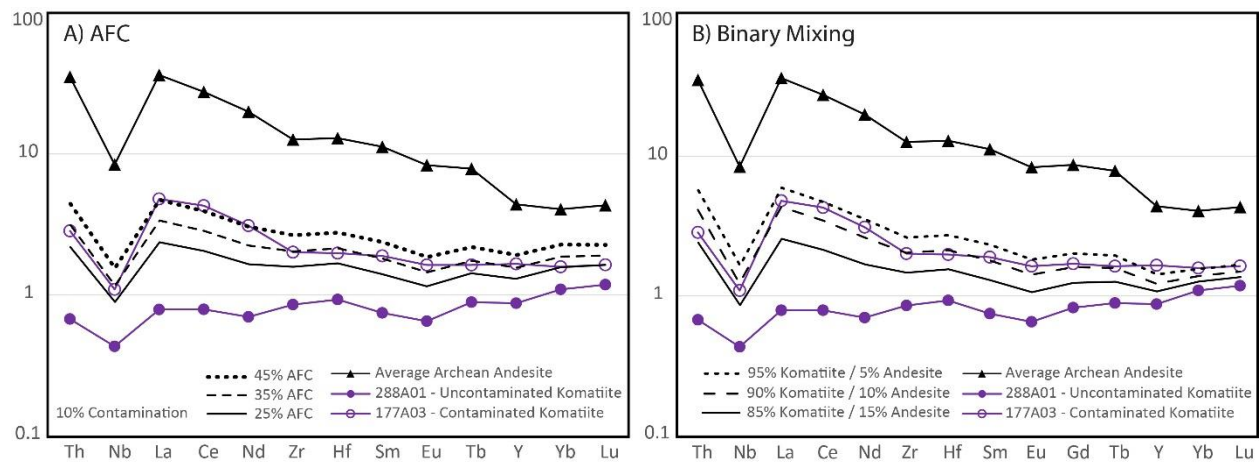 A) AFC
100
10
1
0.1
45% AFC
35% AFC
25% AFC
10% Contamination
Average Archean Andesite
288A01 - Uncontaminated Komatiite
177A03 - Contaminated Komatiite
Th Nb La Ce Nd Zr Hf Sm Eu Tb Y Yb Lu
B) Binary Mixing
100
10
1
0.1
95% Komatiite / 5% Andesite
90% Komatiite / 10% Andesite
85% Komatiite / 15% Andesite
Average Archean Andesite
288A01 - Uncontaminated Komatiite
177A03 - Contaminated Komatiite
Th Nb La Ce Nd Zr Hf Sm Eu Gd Tb Y Yb Lu